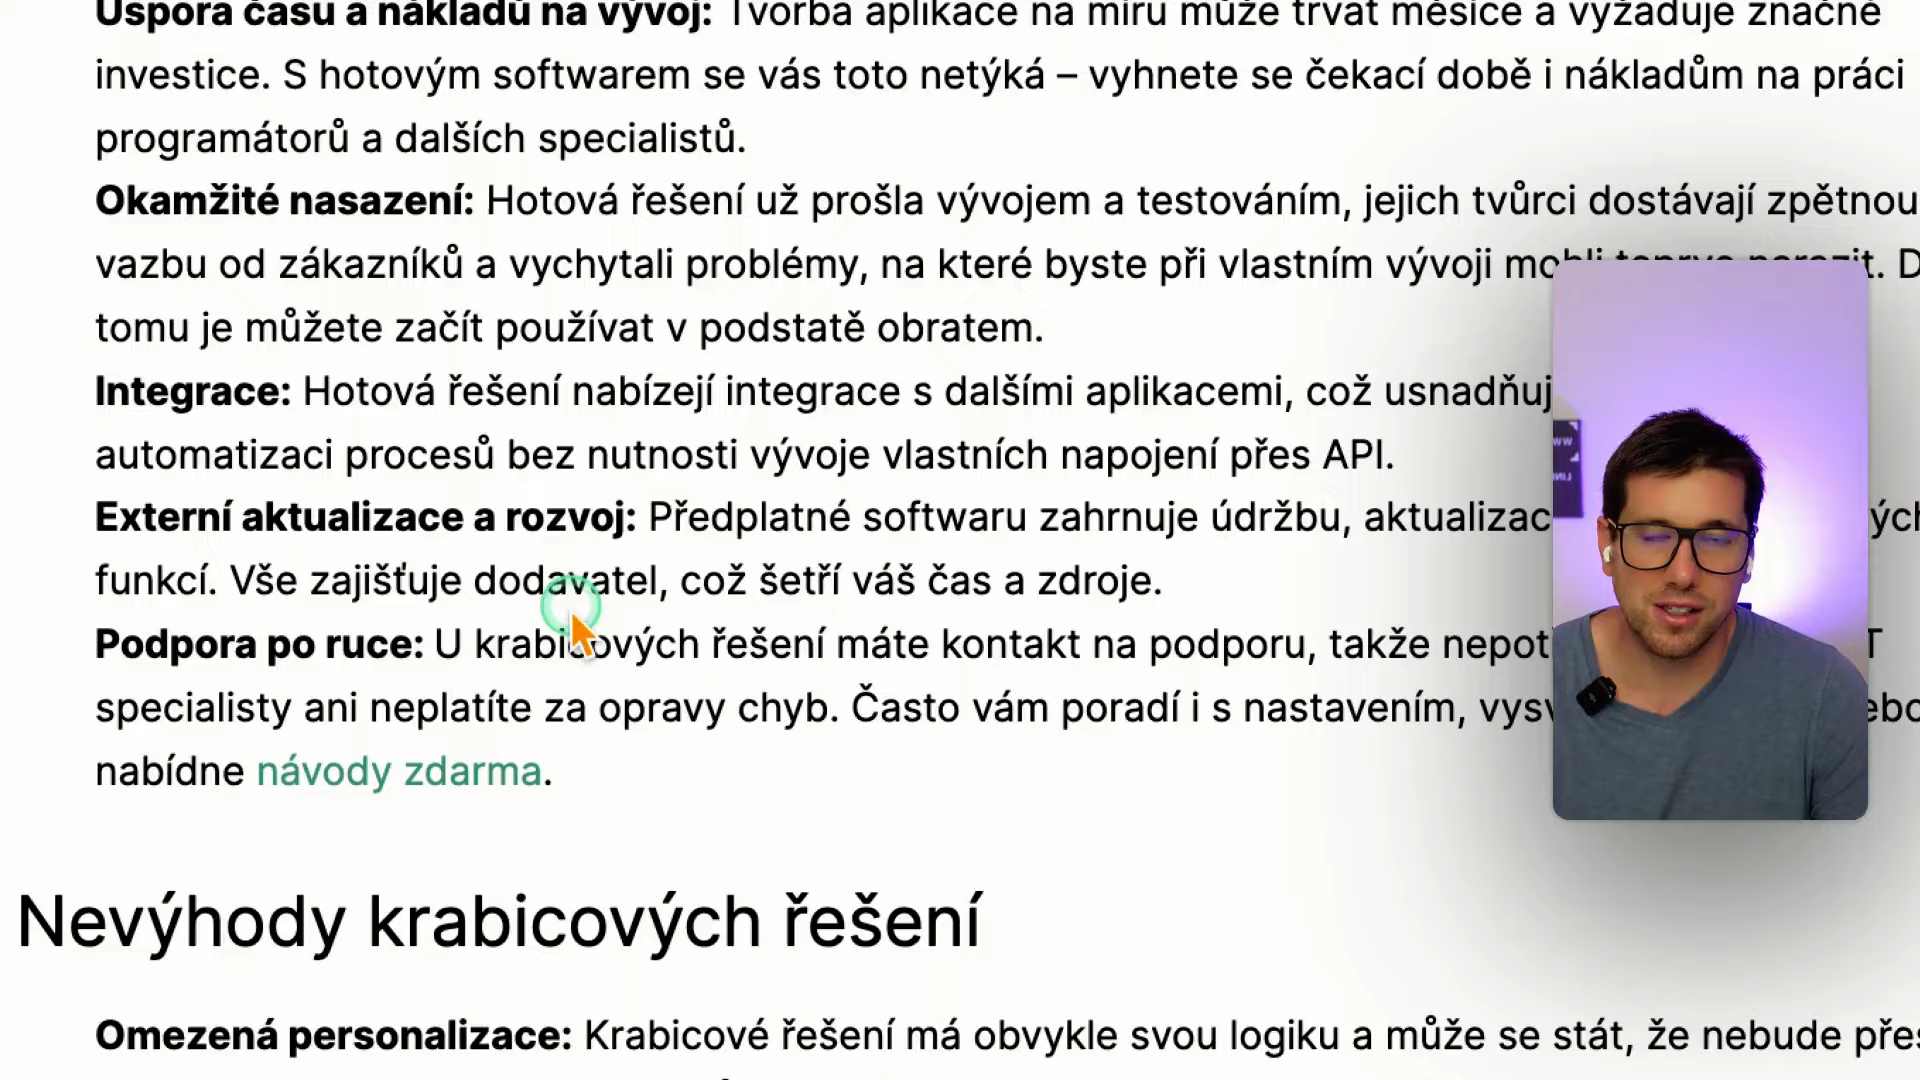 Úspora času a nákladů na vývoj: Tvorba aplikace na míru může trvat měsíce a vyžaduje značné
investice. S hotovým softwarem se vás toto netýká – vyhnete se čekací době i nákladům na práci
programátorů a dalších specialistů.
Okamžité nasazení: Hotová řešení už prošla vývojem a testováním, jejich tvůrci dostávají zpětnou
vazbu od zákazníků a vychytali problémy, na které byste při vlastním vývoji mohli teprve narazit. D
tomu je můžete začít používat v podstatě obratem.
Integrace: Hotová řešení nabízejí integrace s dalšími aplikacemi, což usnadňuj
automatizaci procesů bez nutnosti vývoje vlastních napojení přes API.
Externí aktualizace a rozvoj: Předplatné softwaru zahrnuje údržbu, aktualizac ých
funkcí. Vše zajišťuje dodavatel, což šetří váš čas a zdroje.
Podpora po ruce: U krabicových řešení máte kontakt na podporu, takže nepot T
specialisty ani neplatíte za opravy chyb. Často vám poradí i s nastavením, vysv ebo
nabídne návody zdarma.
Nevýhody krabicových řešení
Omezená personalizace: Krabicové řešení má obvykle svou logiku a může se stát, že nebude přes